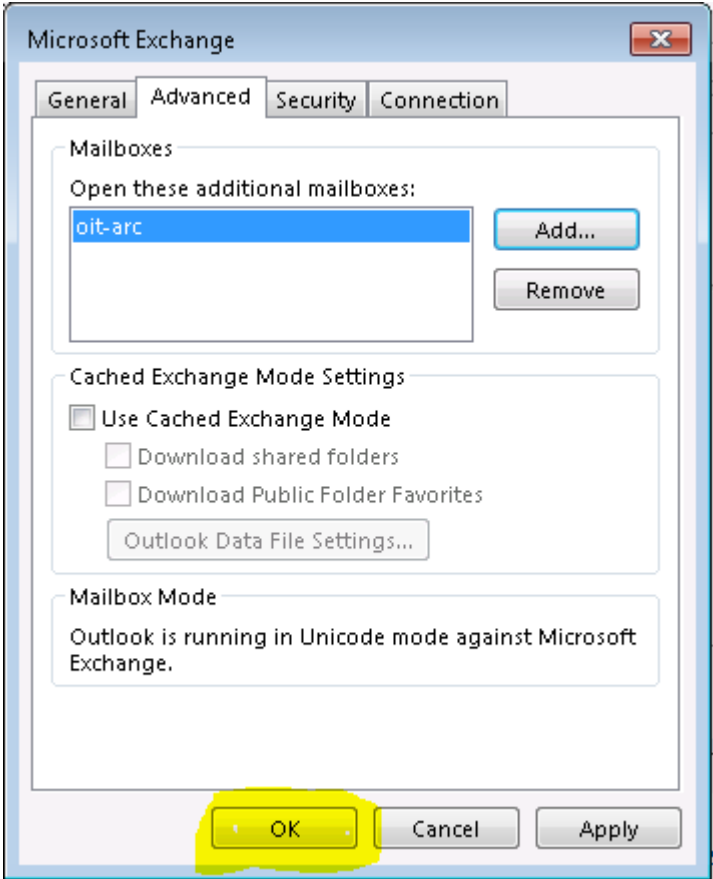 Microsoft Exchange
General Advanced Security Connection
Mailboxes
Open these additional mailboxes:
oit-arc
Add...
Remove
Cached Exchange Mode Settings
Use Cached Exchange Mode
Download shared folders
Download Public Folder Favorites
Outlook Data File Settings...
Mailbox Mode
Outlook is running in Unicode mode against Microsoft
Exchange.
OK Cancel Apply